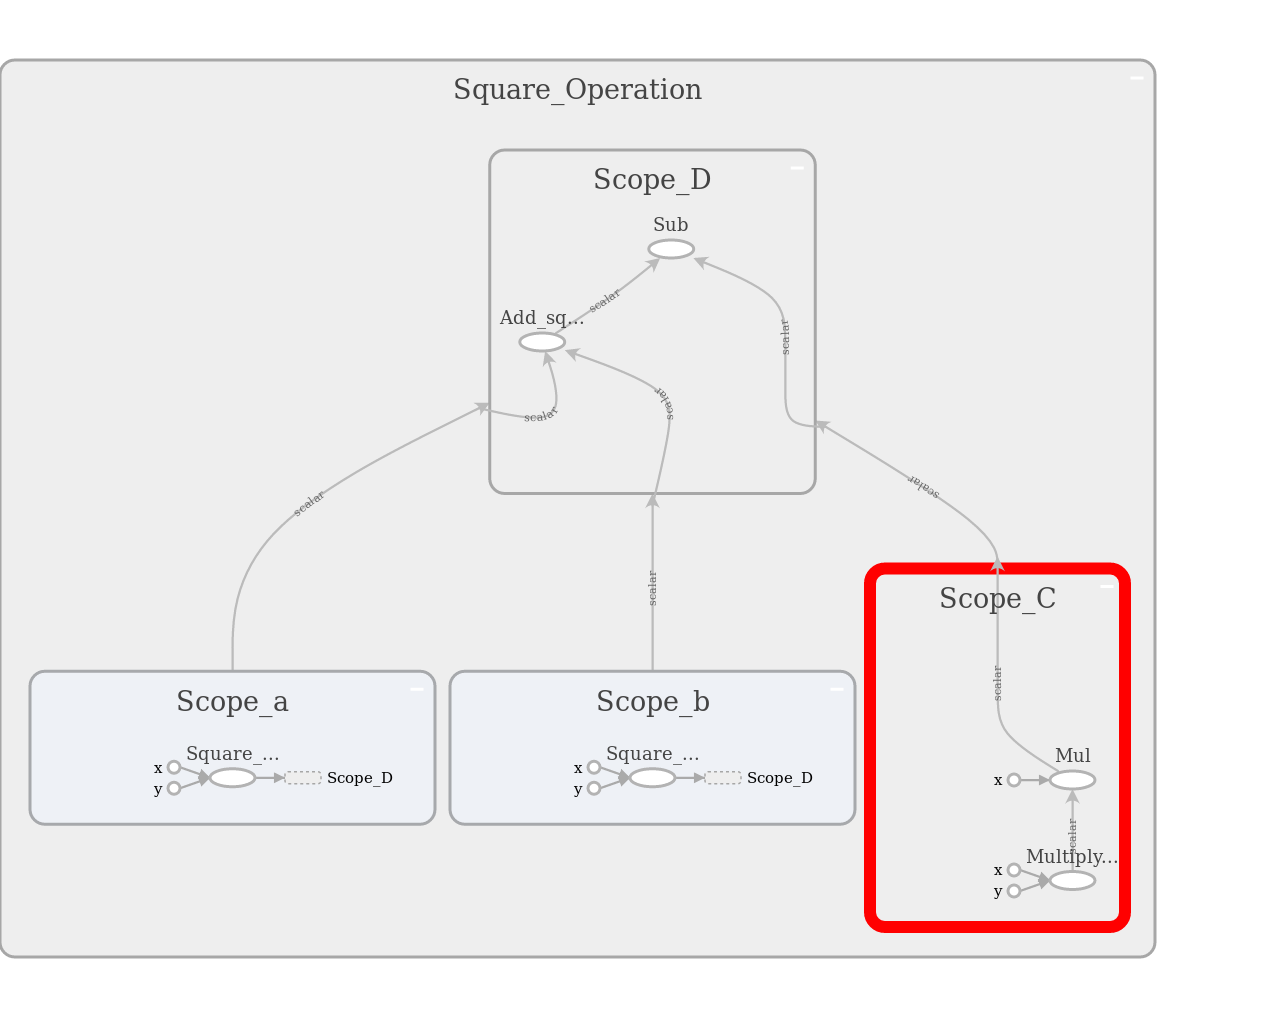 Square_Operation
Scope_D
Sub
scalar
Add_sq...
scalar
scalar
scalar
scalar
scalar
scalar
Scope_C
scalar
Scope_a
Square_...
x
y
Scope_D
Scope_b
Square_...
x
y
Scope_D
Mul
x
scalar
Multiply...
x
y